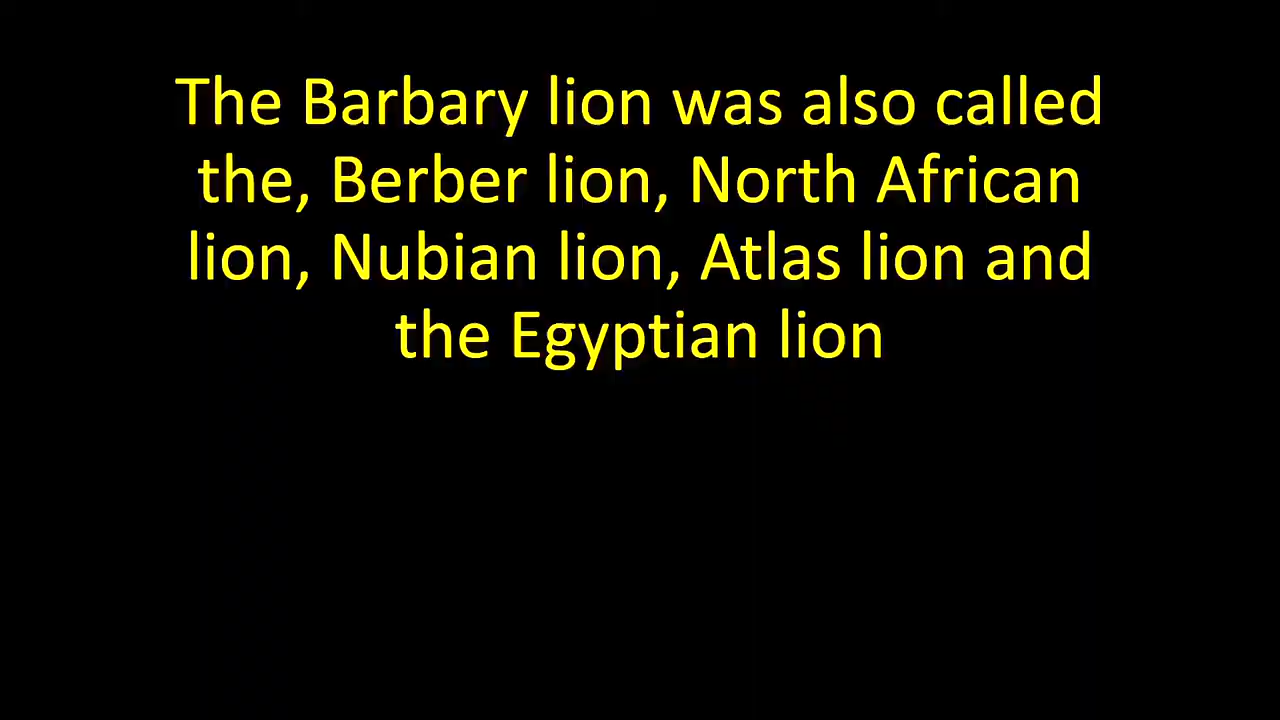 The Barbary lion was also called
the, Berber lion, North African
lion, Nubian lion, Atlas lion and
the Egyptian lion